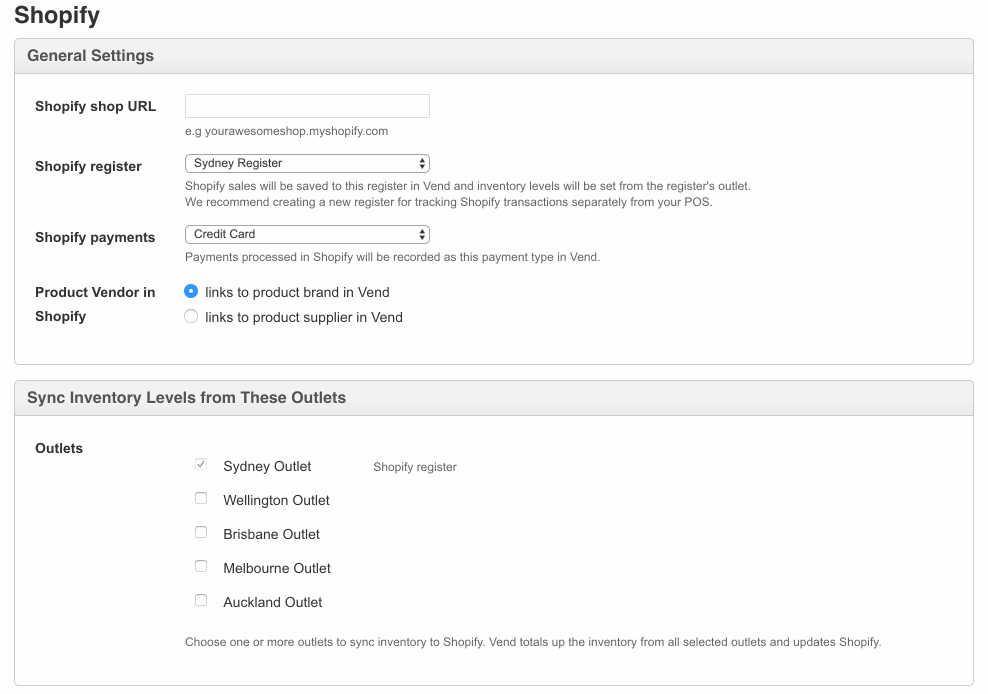 Shopify
General Settings
Shopify shop URL
e.g yourawesomeshop.myshopify.com
Shopify register
Sydney Register
Shopify sales will be saved to this register in Vend and inventory levels will be set from the register's outlet.
We recommend creating a new register for tracking Shopify transactions separately from your POS.
Shopify payments
Credit Card
Payments processed in Shopify will be recorded as this payment type in Vend.
Product Vendor in
Shopify
links to product brand in Vend
links to product supplier in Vend
Sync Inventory Levels from These Outlets
Outlets
Sydney Outlet Shopify register
Wellington Outlet
Brisbane Outlet
Melbourne Outlet
Auckland Outlet
Choose one or more outlets to sync inventory to Shopify. Vend totals up the inventory from all selected outlets and updates Shopify.